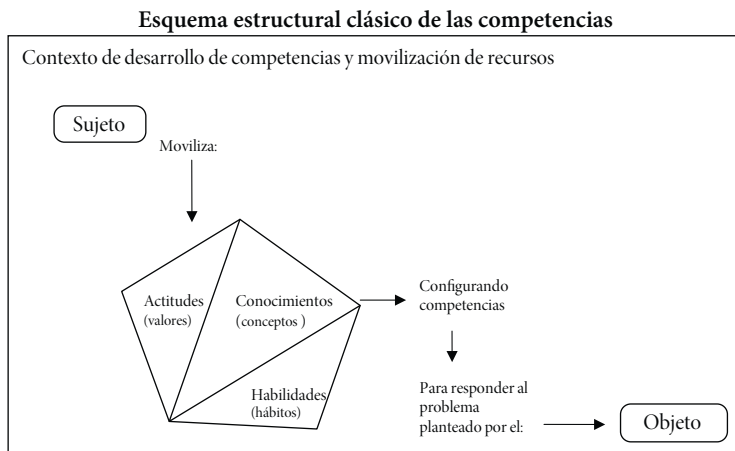 Esquema estructural clásico de las competencias
Contexto de desarrollo de competencias y movilización de recursos
Sujeto
Moviliza:
Actitudes
(valores)
Conocimientos
(conceptos )
Habilidades
(hábitos)
Configurando
competencias
Para responder al
problema
planteado por el:
Objeto